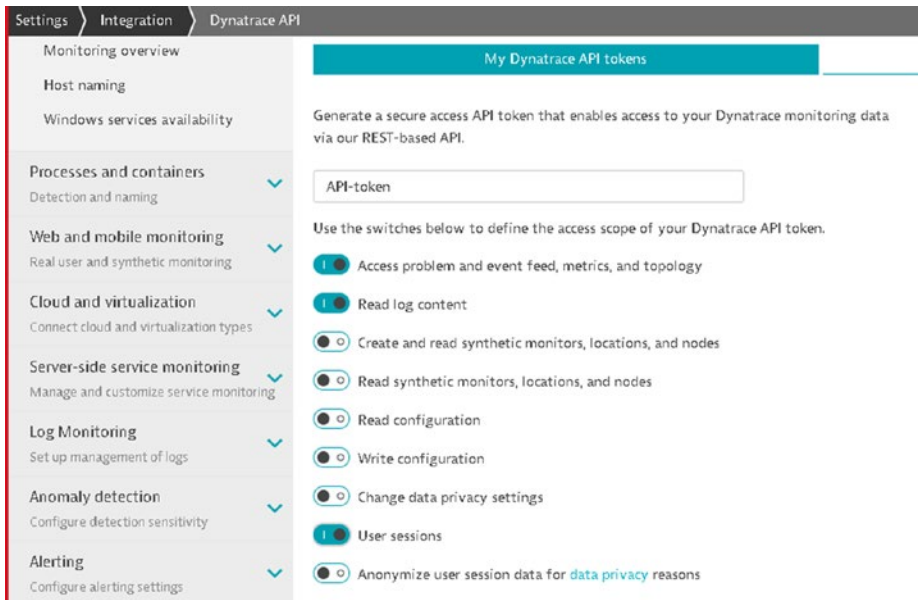 Settings Integration Dynatrace API
Monitoring overview
Host naming
Windows services availability
Processes and containers
Detection and naming
Web and mobile monitoring
Real user and synthetic monitoring
Cloud and virtualization
Connect cloud and virtualization types
Server-side service monitoring
Manage and customize service monitoring
Log Monitoring
Set up management of logs
Anomaly detection
Configure detection sensitivity
Alerting
Configure alerting settings
My Dynatrace API tokens
Generate a secure access API token that enables access to your Dynatrace monitoring data
via our REST-based API.
API-token
Use the switches below to define the access scope of your Dynatrace API token.
Access problem and event feed, metrics, and topology
Read log content
Create and read synthetic monitors, locations, and nodes
Read synthetic monitors, locations, and nodes
Read configuration
Write configuration
Change data privacy settings
User sessions
Anonymize user session data for data privacy reasons